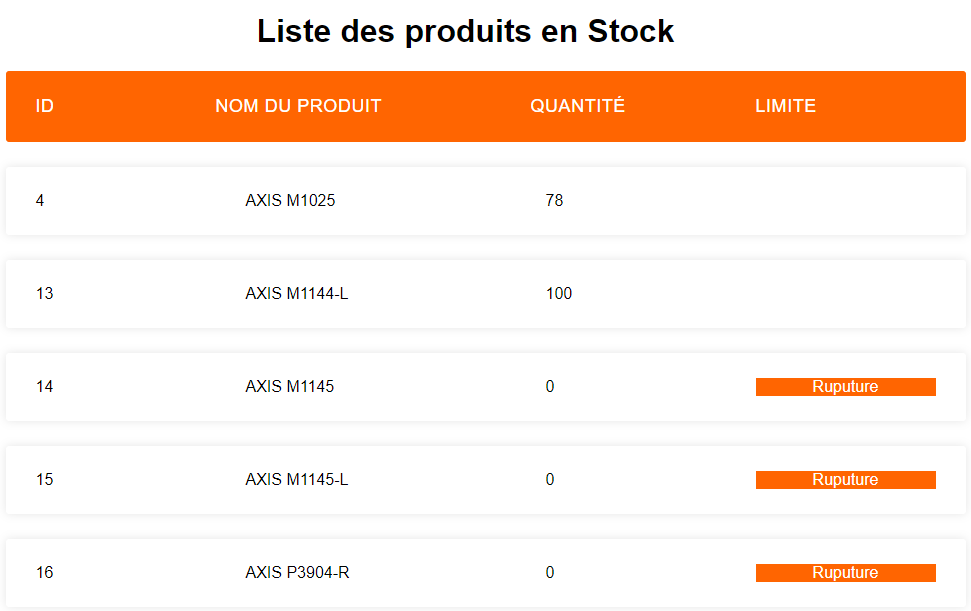 Liste des produits en Stock
ID NOM DU PRODUIT QUANTITÉ LIMITE
4 AXIS M1025 78
13 AXIS M1144-L 100
14 AXIS M1145 0 Ruputure
15 AXIS M1145-L 0 Ruputure
16 AXIS P3904-R 0 Ruputure